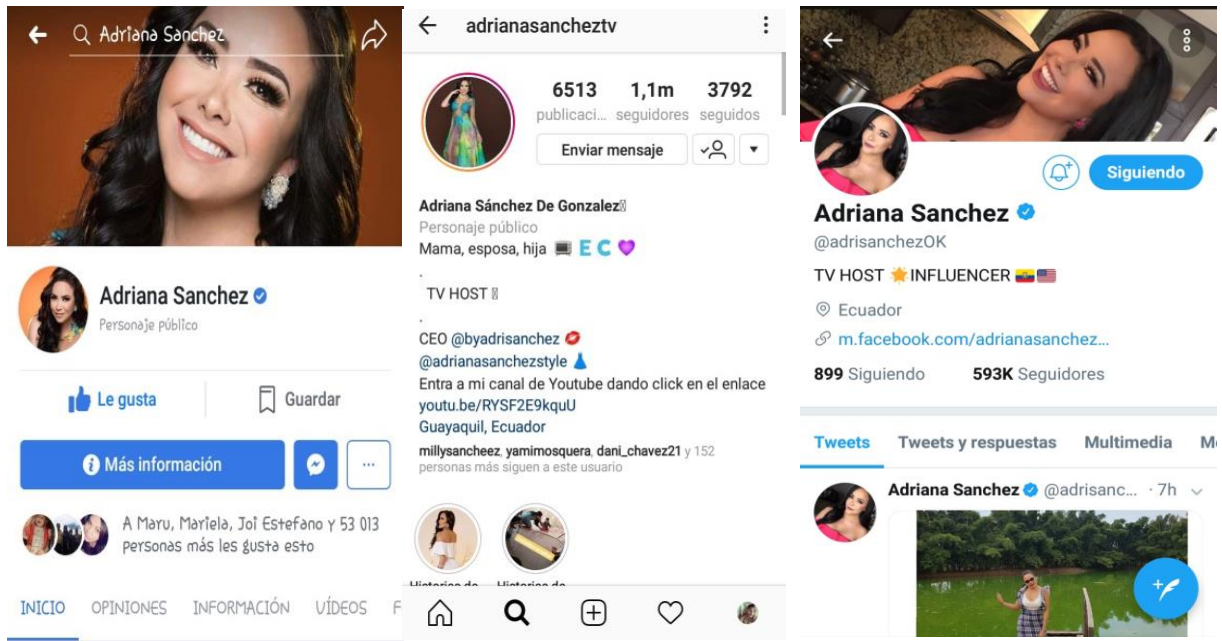 Adriana Sanchez
Adriana Sanchez
Personaje público
Le gusta
Guardar
Más información
A Maru, Mariela, Joi Estefano y 53 013
personas más les gusta esto
INICIO OPINIONES INFORMACIÓN VÍDEOS F
adrianasancheztv
6513 1,1m 3792
publicaci... seguidores seguidos
Enviar mensaje
Adriana Sánchez De Gonzalez
Personaje público
Mama, esposa, hija 📺 E C 💜
.
TV HOST
.
CEO @byadrisanchez 💋
@adrianasanchezstyle 👗
Entra a mi canal de Youtube dando click en el enlace
youtu.be/RYSF2E9kquU
Guayaquil, Ecuador
millysancheez, yamimosquera, dani_chavez21 y 152
personas más siguen a este usuario
Historias de Historias de
Siguiendo
Adriana Sanchez
@adrisanchezOK
TV HOST 🌟INFLUENCER 🇪🇨🇺🇸
Ecuador
m.facebook.com/adrianasanchez...
899 Siguiendo 593K Seguidores
Tweets Tweets y respuestas Multimedia M
Adriana Sanchez @adrisanc... · 7h